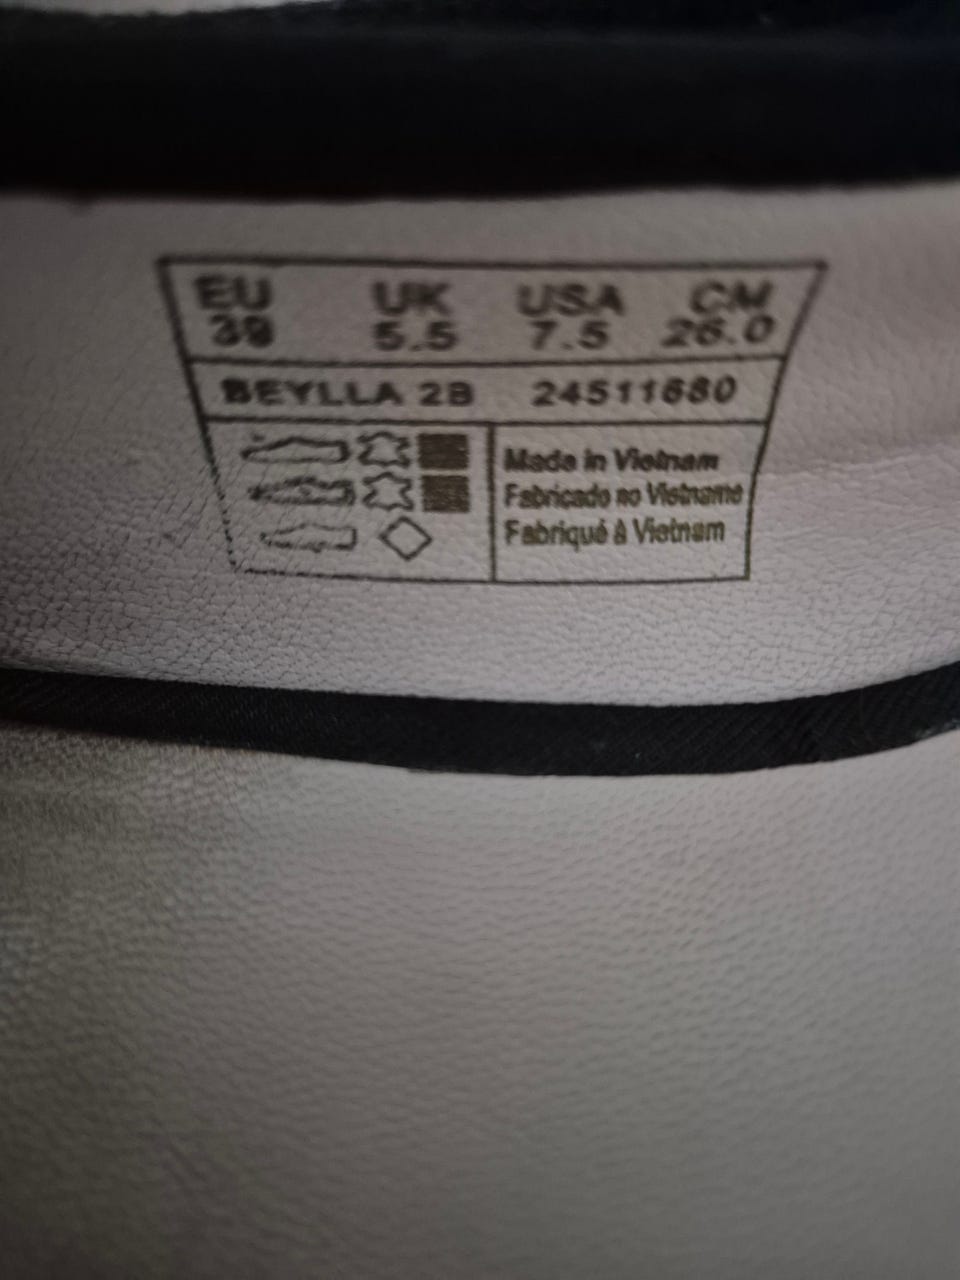 EU UK USA CM
39 5.5 7.5 26.0
BEYLLA 2B 24511680
Made in Vietnam
Fabricado no Vietname
Fabriqué à Vietnam